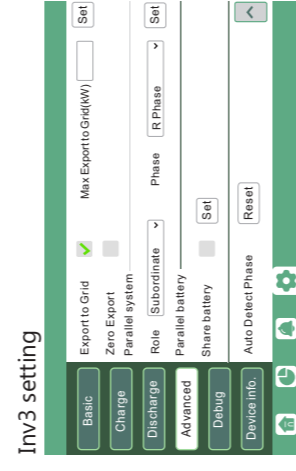 Inv3 setting
Basic
Charge
Discharge
Advanced
Debug
Device info.
Export to Grid Max Export to Grid(kW) Set
Zero Export
Parallel system
Role Subordinate Phase R Phase Set
Parallel battery
Share battery Set
Auto Detect Phase Reset